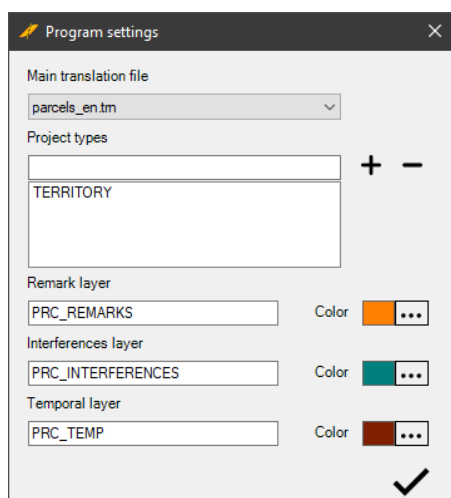 Program settings
Main translation file
parcels_en.tm
Project types
TERRITORY
Remark layer
PRC_REMARKS Color ...
Interferences layer
PRC_INTERFERENCES Color ...
Temporal layer
PRC_TEMP Color ...